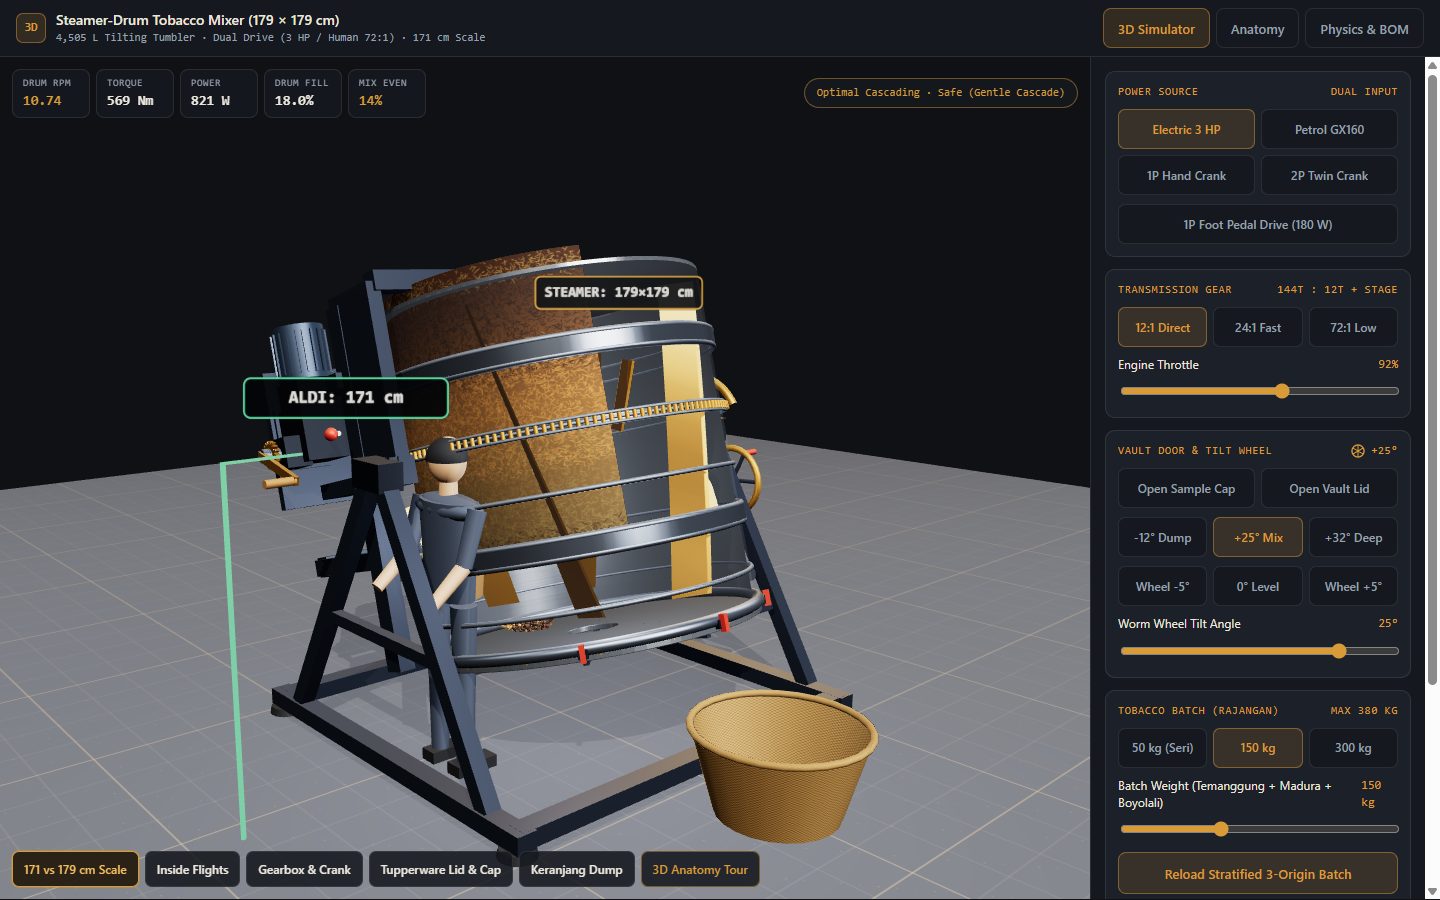 3D
Steamer-Drum Tobacco Mixer (179 × 179 cm)
4,505 L Tilting Tumbler · Dual Drive (3 HP / Human 72:1) · 171 cm Scale
3D Simulator
Anatomy
Physics & BOM
DRUM RPM
10.74
TORQUE
569 Nm
POWER
821 W
DRUM FILL
18.0%
MIX EVEN
14%
Optimal Cascading · Safe (Gentle Cascade)
STEAMER: 179×179 cm
ALDI: 171 cm
171 vs 179 cm Scale
Inside Flights
Gearbox & Crank
Tupperware Lid & Cap
Keranjang Dump
3D Anatomy Tour
POWER SOURCE
DUAL INPUT
Electric 3 HP
Petrol GX160
1P Hand Crank
2P Twin Crank
1P Foot Pedal Drive (180 W)
TRANSMISSION GEAR
144T : 12T + STAGE
12:1 Direct
24:1 Fast
72:1 Low
Engine Throttle
92%
VAULT DOOR & TILT WHEEL
+25°
Open Sample Cap
Open Vault Lid
-12° Dump
+25° Mix
+32° Deep
Wheel -5°
0° Level
Wheel +5°
Worm Wheel Tilt Angle
25°
TOBACCO BATCH (RAJANGAN)
MAX 380 KG
50 kg (Seri)
150 kg
300 kg
Batch Weight (Temanggung + Madura +
Boyolali)
150
kg
Reload Stratified 3-Origin Batch